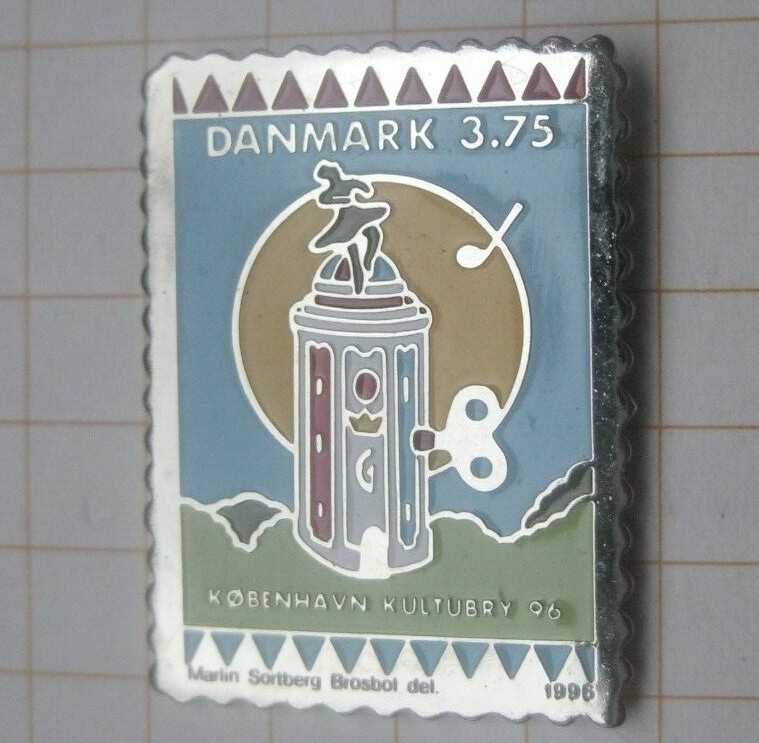 DANMARK 3.75
G
KØBENHAVN KULTUBRY 96
Marlin Sortberg Brosbol del. 1996